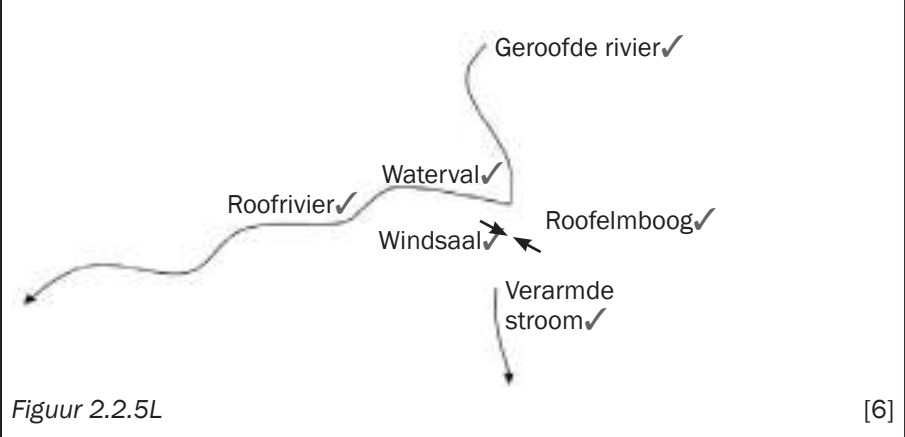 Geroofde rivier✓
Waterval✓
Roofrivier✓
Roofelmboog✓
Windsaal✓
Verarmde
stroom✓
Figuur 2.2.5L [6]